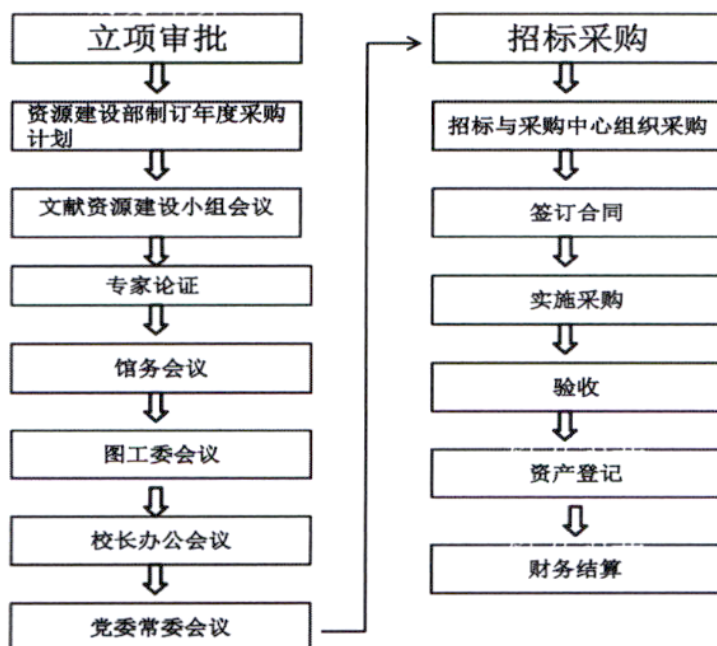 立项审批
资源建设部制订年度采购
计划
文献资源建设小组会议
专家论证
馆务会议
图工委会议
校长办公会议
党委常委会议
招标采购
招标与采购中心组织采购
签订合同
实施采购
验收
资产登记
财务结算